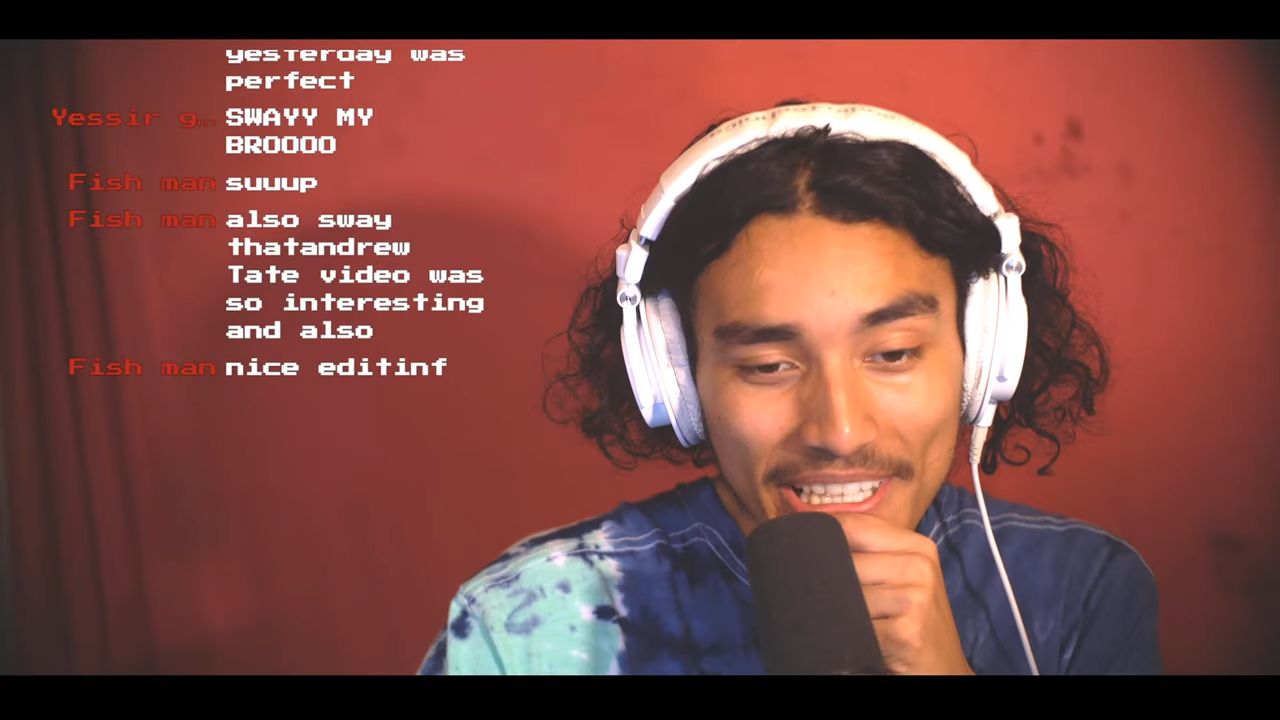 yesterday was
perfect
Yessir g… SWAYY MY
BROOOO
Fish man suuup
Fish man also sway
thatandrew
Tate video was
so interesting
and also
Fish man nice editinf